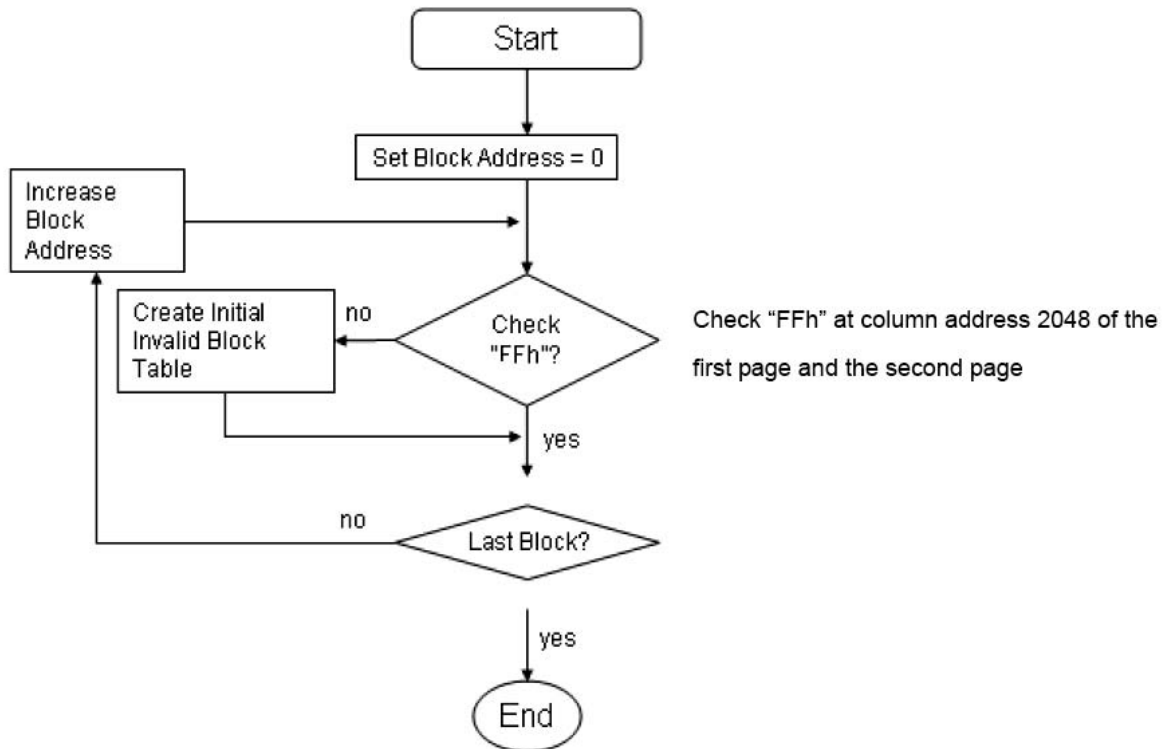 Start
Set Block Address = 0
Increase
Block
Address
Create Initial
Invalid Block
Table
no
Check
"FFh"?
Check “FFh” at column address 2048 of the
first page and the second page
yes
no
Last Block?
yes
End